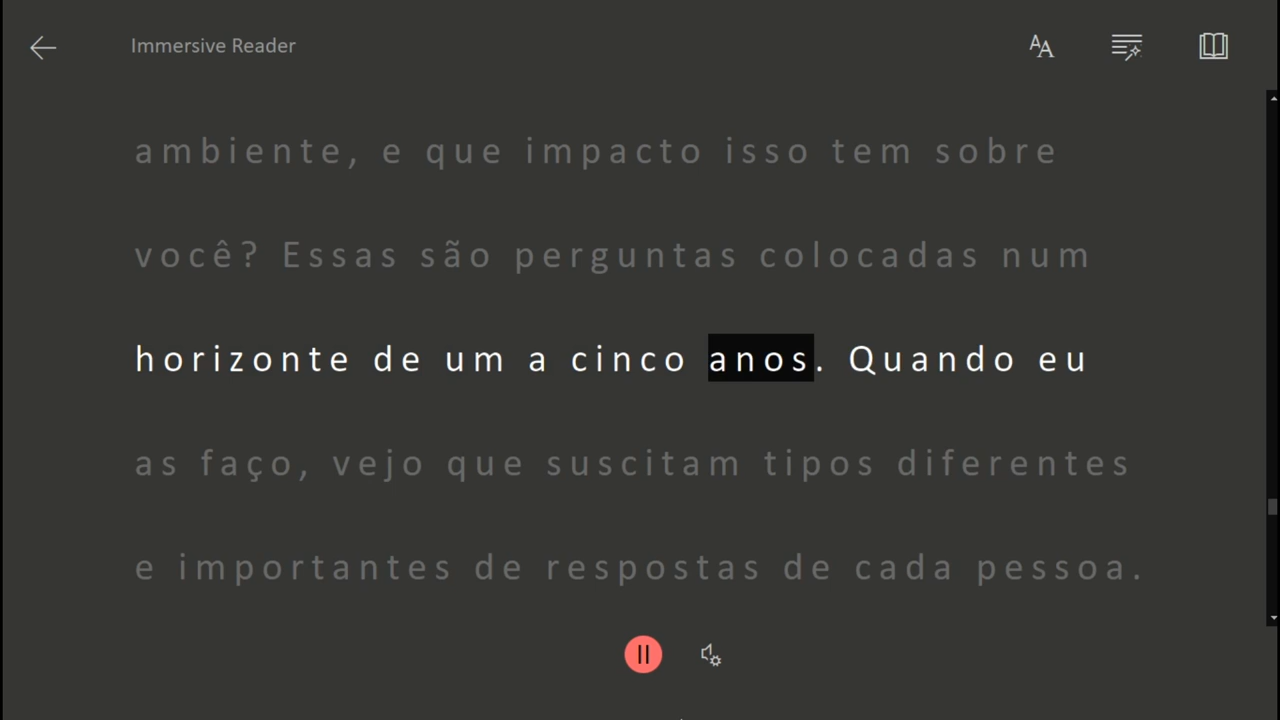 Immersive Reader
ambiente, e que impacto isso tem sobre
você? Essas são perguntas colocadas num
horizonte de um a cinco anos. Quando eu
as faço, vejo que suscitam tipos diferentes
e importantes de respostas de cada pessoa.